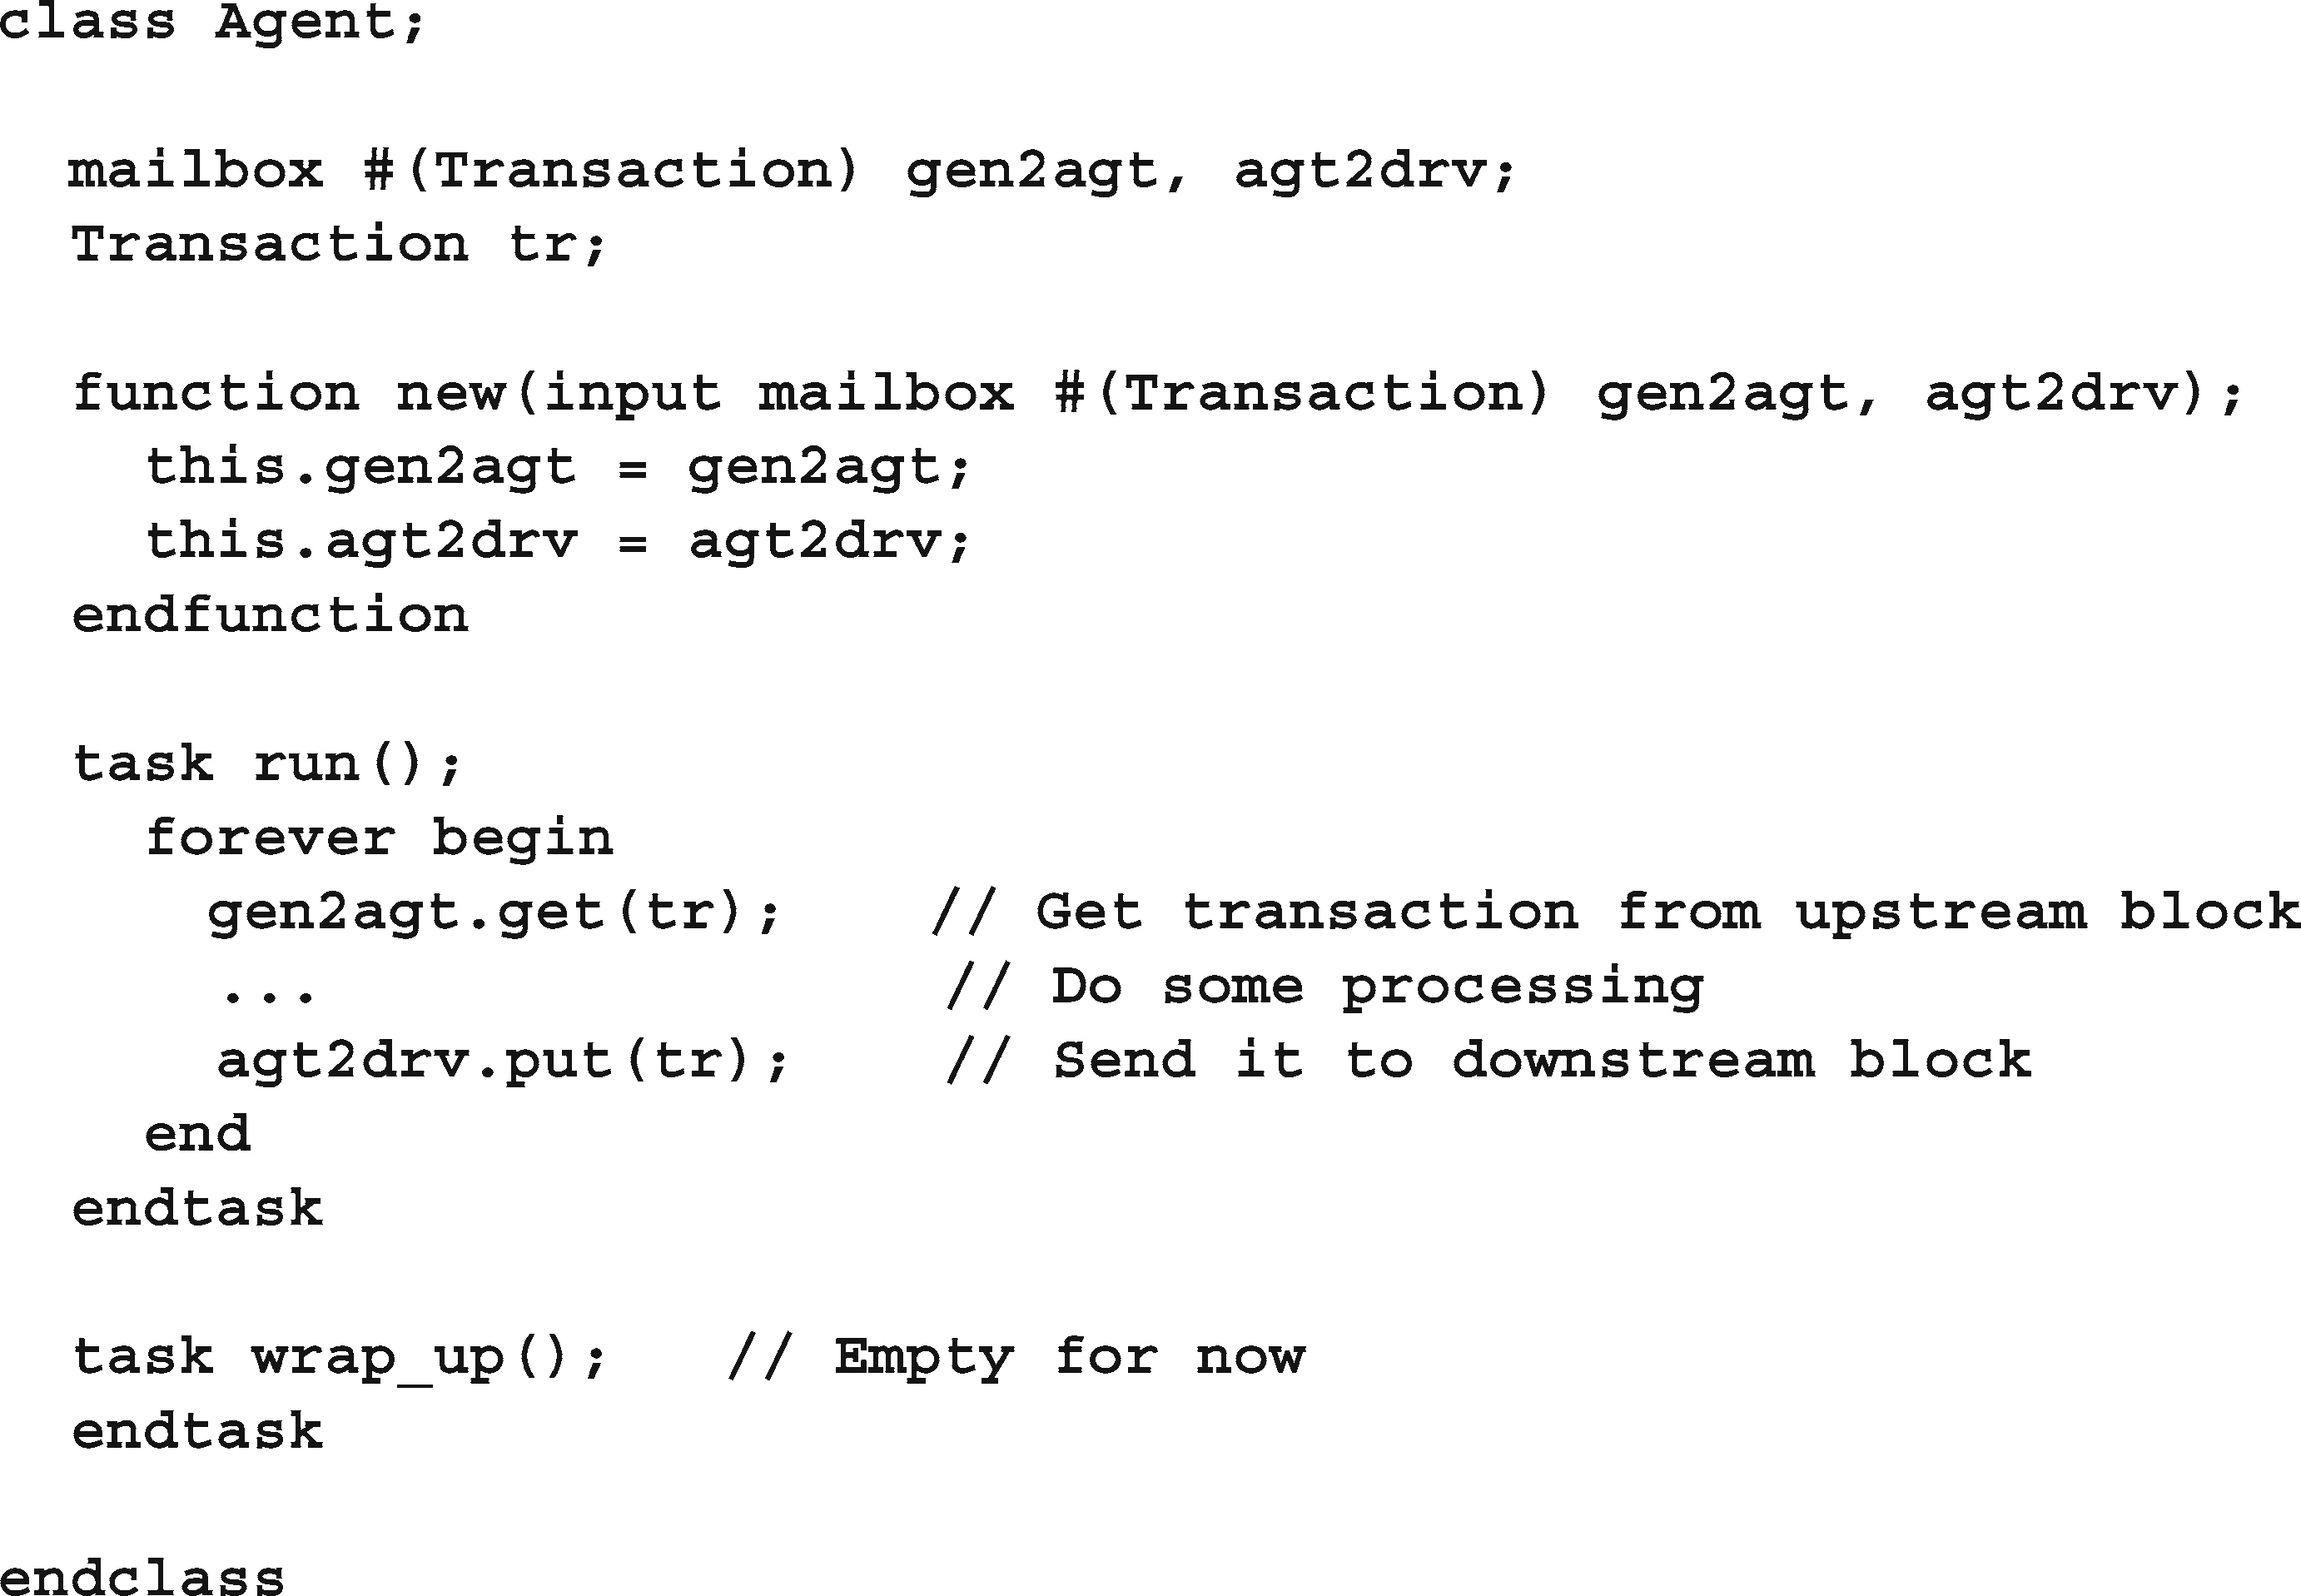 class Agent;
mailbox #(Transaction) gen2agt, agt2drv;
Transaction tr;
function new(input mailbox #(Transaction) gen2agt, agt2drv);
this.gen2agt = gen2agt;
this.agt2drv = agt2drv;
endfunction
task run();
forever begin
gen2agt.get(tr); // Get transaction from upstream block
... // Do some processing
agt2drv.put(tr); // Send it to downstream block
end
endtask
task wrap_up(); // Empty for now
endtask
endclass